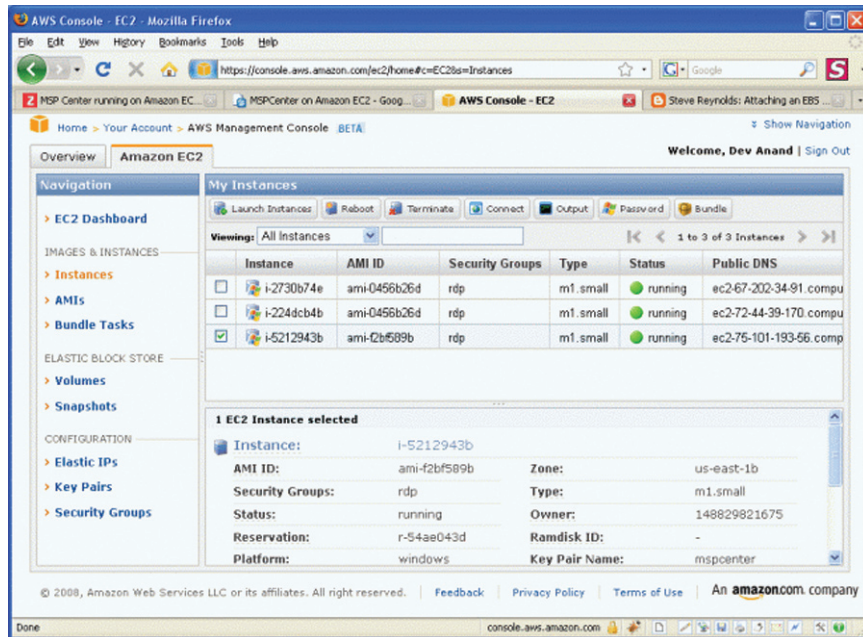 AWS Console - EC2 - Mozilla Firefox
File Edit View History Bookmarks Tools Help
https://console.aws.amazon.com/ec2/home#c=EC2&s=Instances
Google
MSP Center running on Amazon EC...
MSPCenter on Amazon EC2 - Goog...
AWS Console - EC2
Steve Reynolds: Attaching an EBS ...
Home > Your Account > AWS Management Console BETA
Show Navigation
Overview
Amazon EC2
Welcome, Dev Anand | Sign Out
Navigation
> EC2 Dashboard
IMAGES & INSTANCES
> Instances
> AMIs
> Bundle Tasks
ELASTIC BLOCK STORE
> Volumes
> Snapshots
CONFIGURATION
> Elastic IPs
> Key Pairs
> Security Groups
My Instances
Launch Instances Reboot Terminate Connect Output Password Bundle
Viewing: All Instances
1 to 3 of 3 Instances
Instance AMI ID Security Groups Type Status Public DNS
i-2730b74e ami-0456b26d rdp m1.small running ec2-67-202-34-91.compu
i-224dcb4b ami-0456b26d rdp m1.small running ec2-72-44-39-170.compu
i-5212943b ami-f2bf589b rdp m1.small running ec2-75-101-193-56.comp
1 EC2 Instance selected
Instance: i-5212943b
AMI ID: ami-f2bf589b Zone: us-east-1b
Security Groups: rdp Type: m1.small
Status: running Owner: 148829821675
Reservation: r-54ae043d Ramdisk ID: -
Platform: windows Key Pair Name: mspcenter
© 2008, Amazon Web Services LLC or its affiliates. All right reserved. | Feedback | Privacy Policy | Terms of Use | An amazon.com. company
Done
console.aws.amazon.com